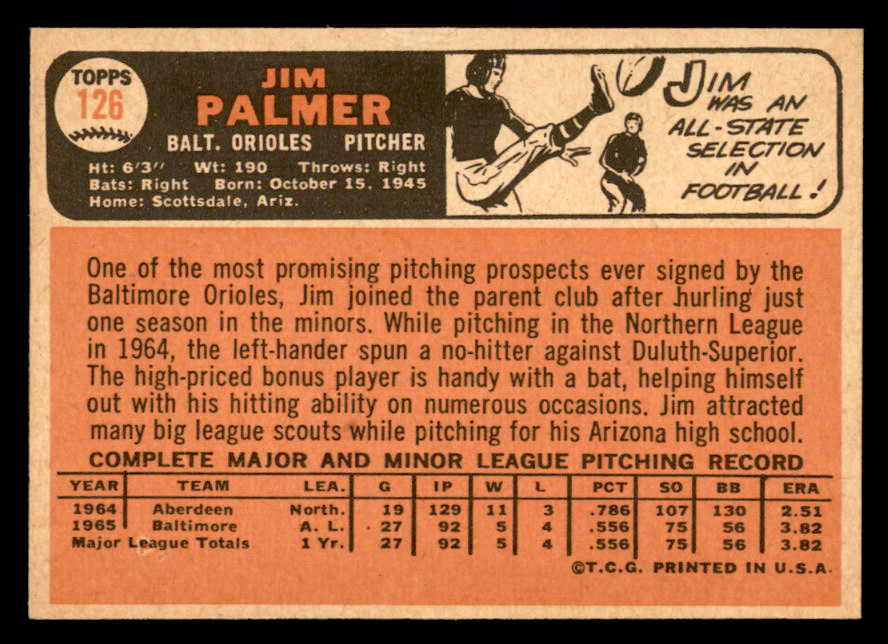 TOPPS
126
JIM
PALMER
BALT. ORIOLES PITCHER
Ht: 6'3" Wt: 190 Throws: Right
Bats: Right Born: October 15, 1945
Home: Scottsdale, Ariz.
JIM
WAS AN
ALL-STATE
SELECTION
IN
FOOTBALL!
One of the most promising pitching prospects ever signed by the
Baltimore Orioles, Jim joined the parent club after hurling just
one season in the minors. While pitching in the Northern League
in 1964, the left-hander spun a no-hitter against Duluth-Superior.
The high-priced bonus player is handy with a bat, helping himself
out with his hitting ability on numerous occasions. Jim attracted
many big league scouts while pitching for his Arizona high school.
COMPLETE MAJOR AND MINOR LEAGUE PITCHING RECORD
YEAR TEAM LEA. G IP W L PCT SO BB ERA
1964 Aberdeen North. 19 129 11 3 .786 107 130 2.51
1965 Baltimore A. L. 27 92 5 4 .556 75 56 3.82
Major League Totals 1 Yr. 27 92 5 4 .556 75 56 3.82
©T.C.G. PRINTED IN U.S.A.